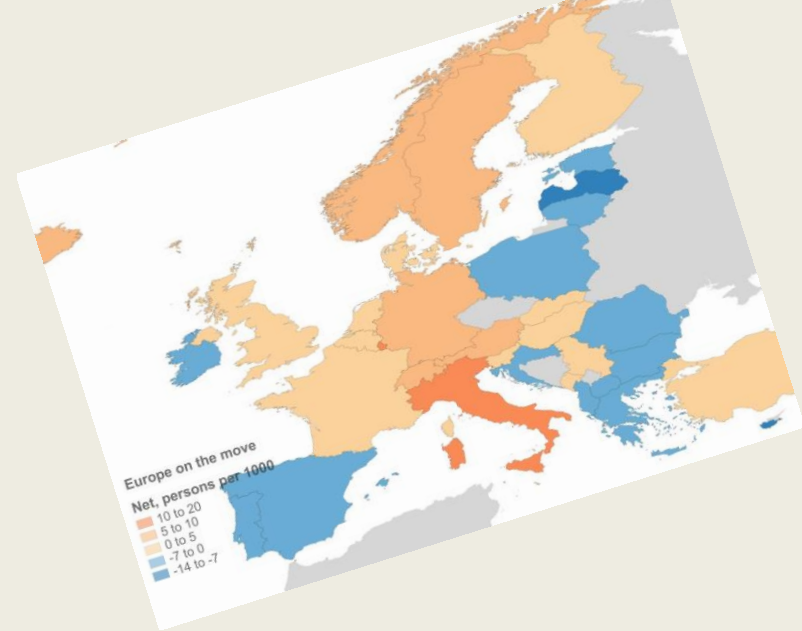 Europe on the move
Net, persons per 1000
10 to 20
5 to 10
0 to 5
-7 to 0
-14 to -7